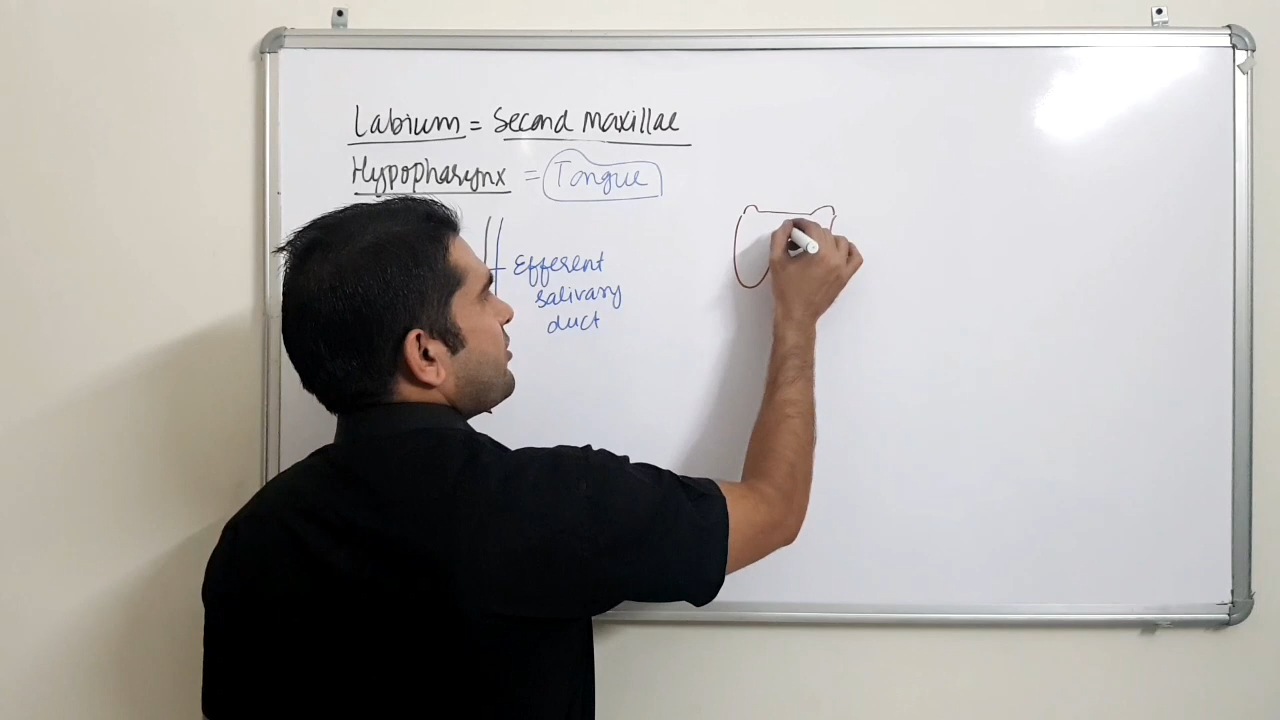 Labium = Second Maxillae
Hypopharynx = Tongue
Efferent
salivary
duct